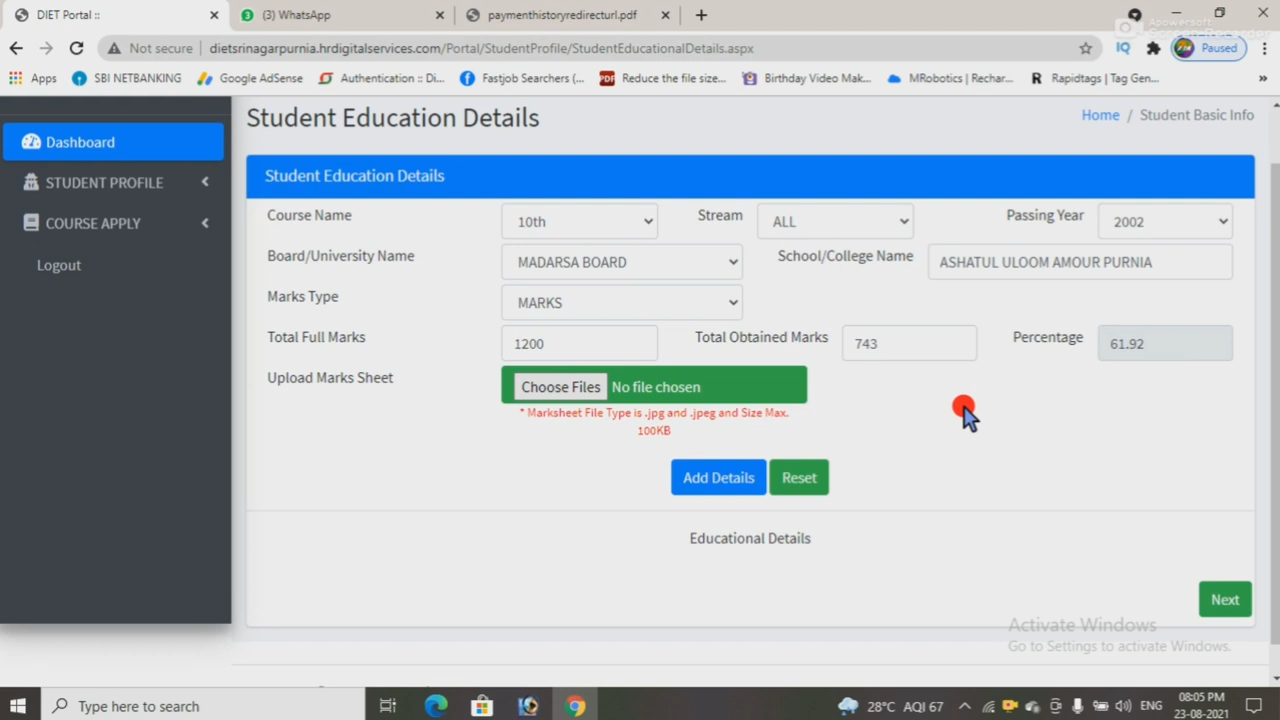 DIET Portal ::
(3) WhatsApp
paymenthistoryredirecturl.pdf
Not secure
dietsrinagarpurnia.hrdigitalservices.com/Portal/StudentProfile/StudentEducationalDetails.aspx
IQ
Paused
Apowersoft
Apps
SBI NETBANKING
Google AdSense
Authentication :: Di...
Fastjob Searchers (...
PDF
Reduce the file size...
Birthday Video Mak...
MRobotics | Rechar...
R
Rapidtags | Tag Gen...
Dashboard
STUDENT PROFILE
COURSE APPLY
Logout
Student Education Details
Home / Student Basic Info
Student Education Details
Course Name 10th Stream ALL Passing Year 2002
Board/University Name MADARSA BOARD School/College Name ASHATUL ULOOM AMOUR PURNIA
Marks Type MARKS
Total Full Marks 1200 Total Obtained Marks 743 Percentage 61.92
Upload Marks Sheet Choose Files No file chosen
* Marksheet File Type is .jpg and .jpeg and Size Max.
100KB
Add Details Reset
Educational Details
Next
Activate Windows
Go to Settings to activate Windows.
Type here to search
28°C AQI 67
ENG
08:05 PM
23-08-2021